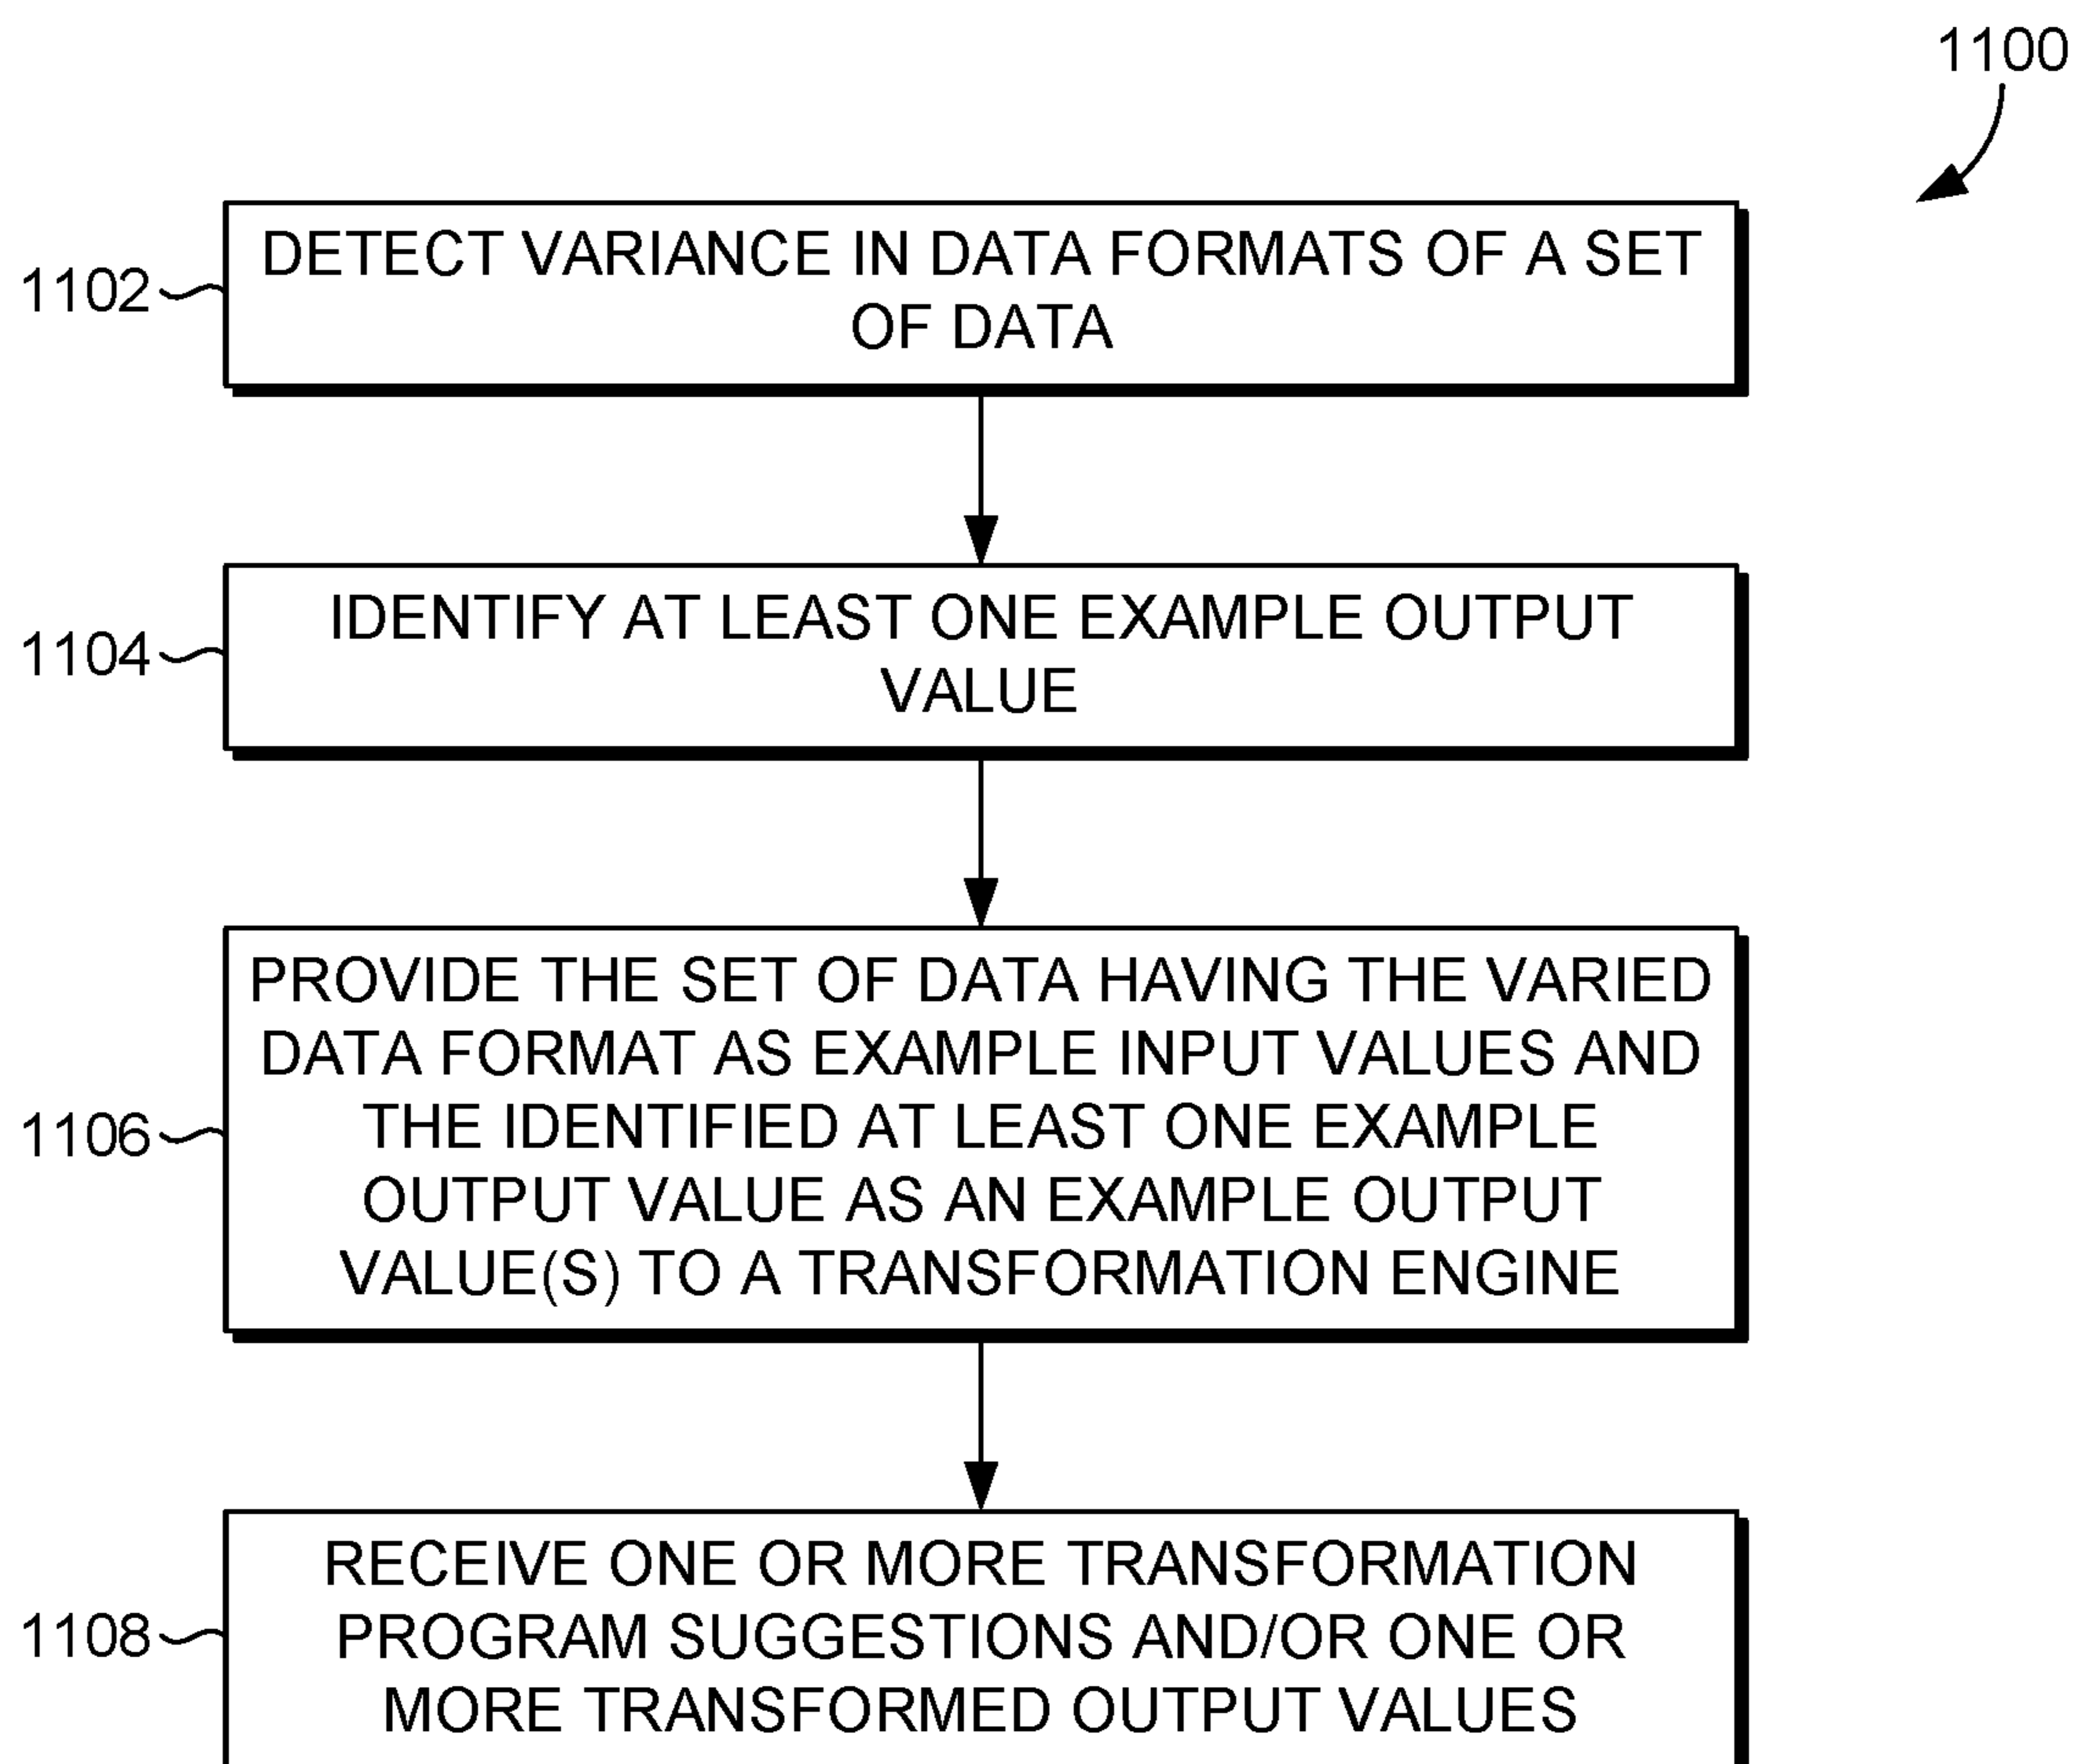 1100
1102
DETECT VARIANCE IN DATA FORMATS OF A SET
OF DATA
1104
IDENTIFY AT LEAST ONE EXAMPLE OUTPUT
VALUE
1106
PROVIDE THE SET OF DATA HAVING THE VARIED
DATA FORMAT AS EXAMPLE INPUT VALUES AND
THE IDENTIFIED AT LEAST ONE EXAMPLE
OUTPUT VALUE AS AN EXAMPLE OUTPUT
VALUE(S) TO A TRANSFORMATION ENGINE
1108
RECEIVE ONE OR MORE TRANSFORMATION
PROGRAM SUGGESTIONS AND/OR ONE OR
MORE TRANSFORMED OUTPUT VALUES